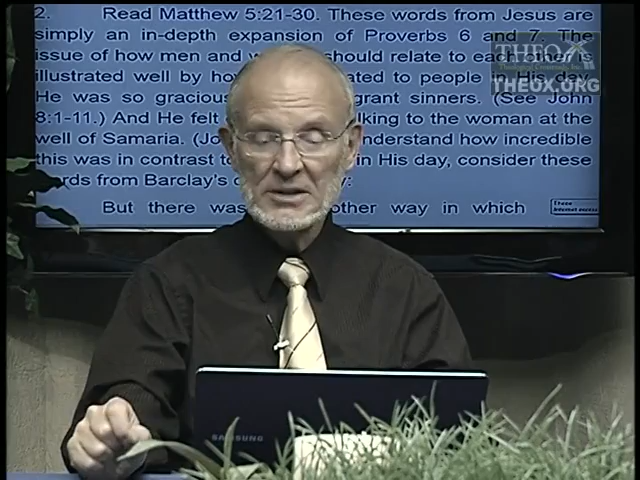 2. Read Matthew 5:21-30. These words from Jesus are
simply an in-depth expansion of Proverbs 6 and 7. The
issue of how men and should relate to each other is
illustrated well by how ated to people in His day.
He was so gracious grant sinners. (See John
8:1-11.) And He felt lking to the woman at the
well of Samaria. (Jo understand how incredible
this was in contrast to in His day, consider these
words from Barclay's y:
But there was other way in which
THEOX
THEOX.ORG
SAMSUNG